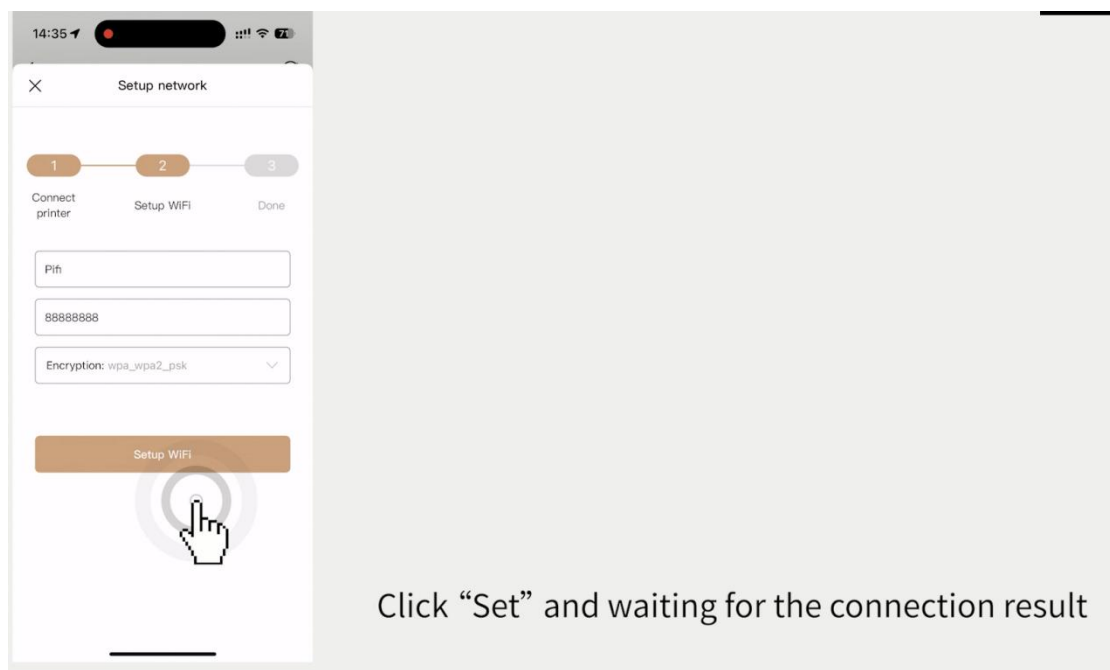 14:35
71
Setup network
1
2
3
Connect
printer
Setup WiFi
Done
Pifi
88888888
Encryption: wpa_wpa2_psk
Setup WiFi
Click “Set” and waiting for the connection result